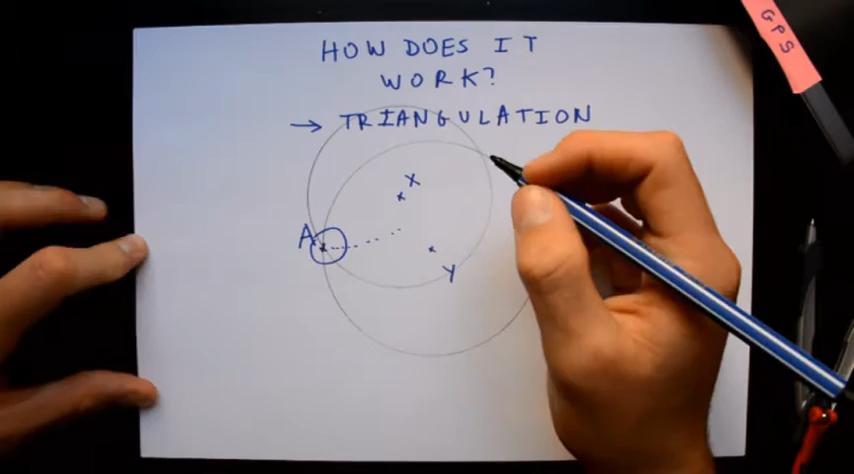 HOW DOES IT
WORK?
→ TRIANGULATION
X
A
Y
GPS